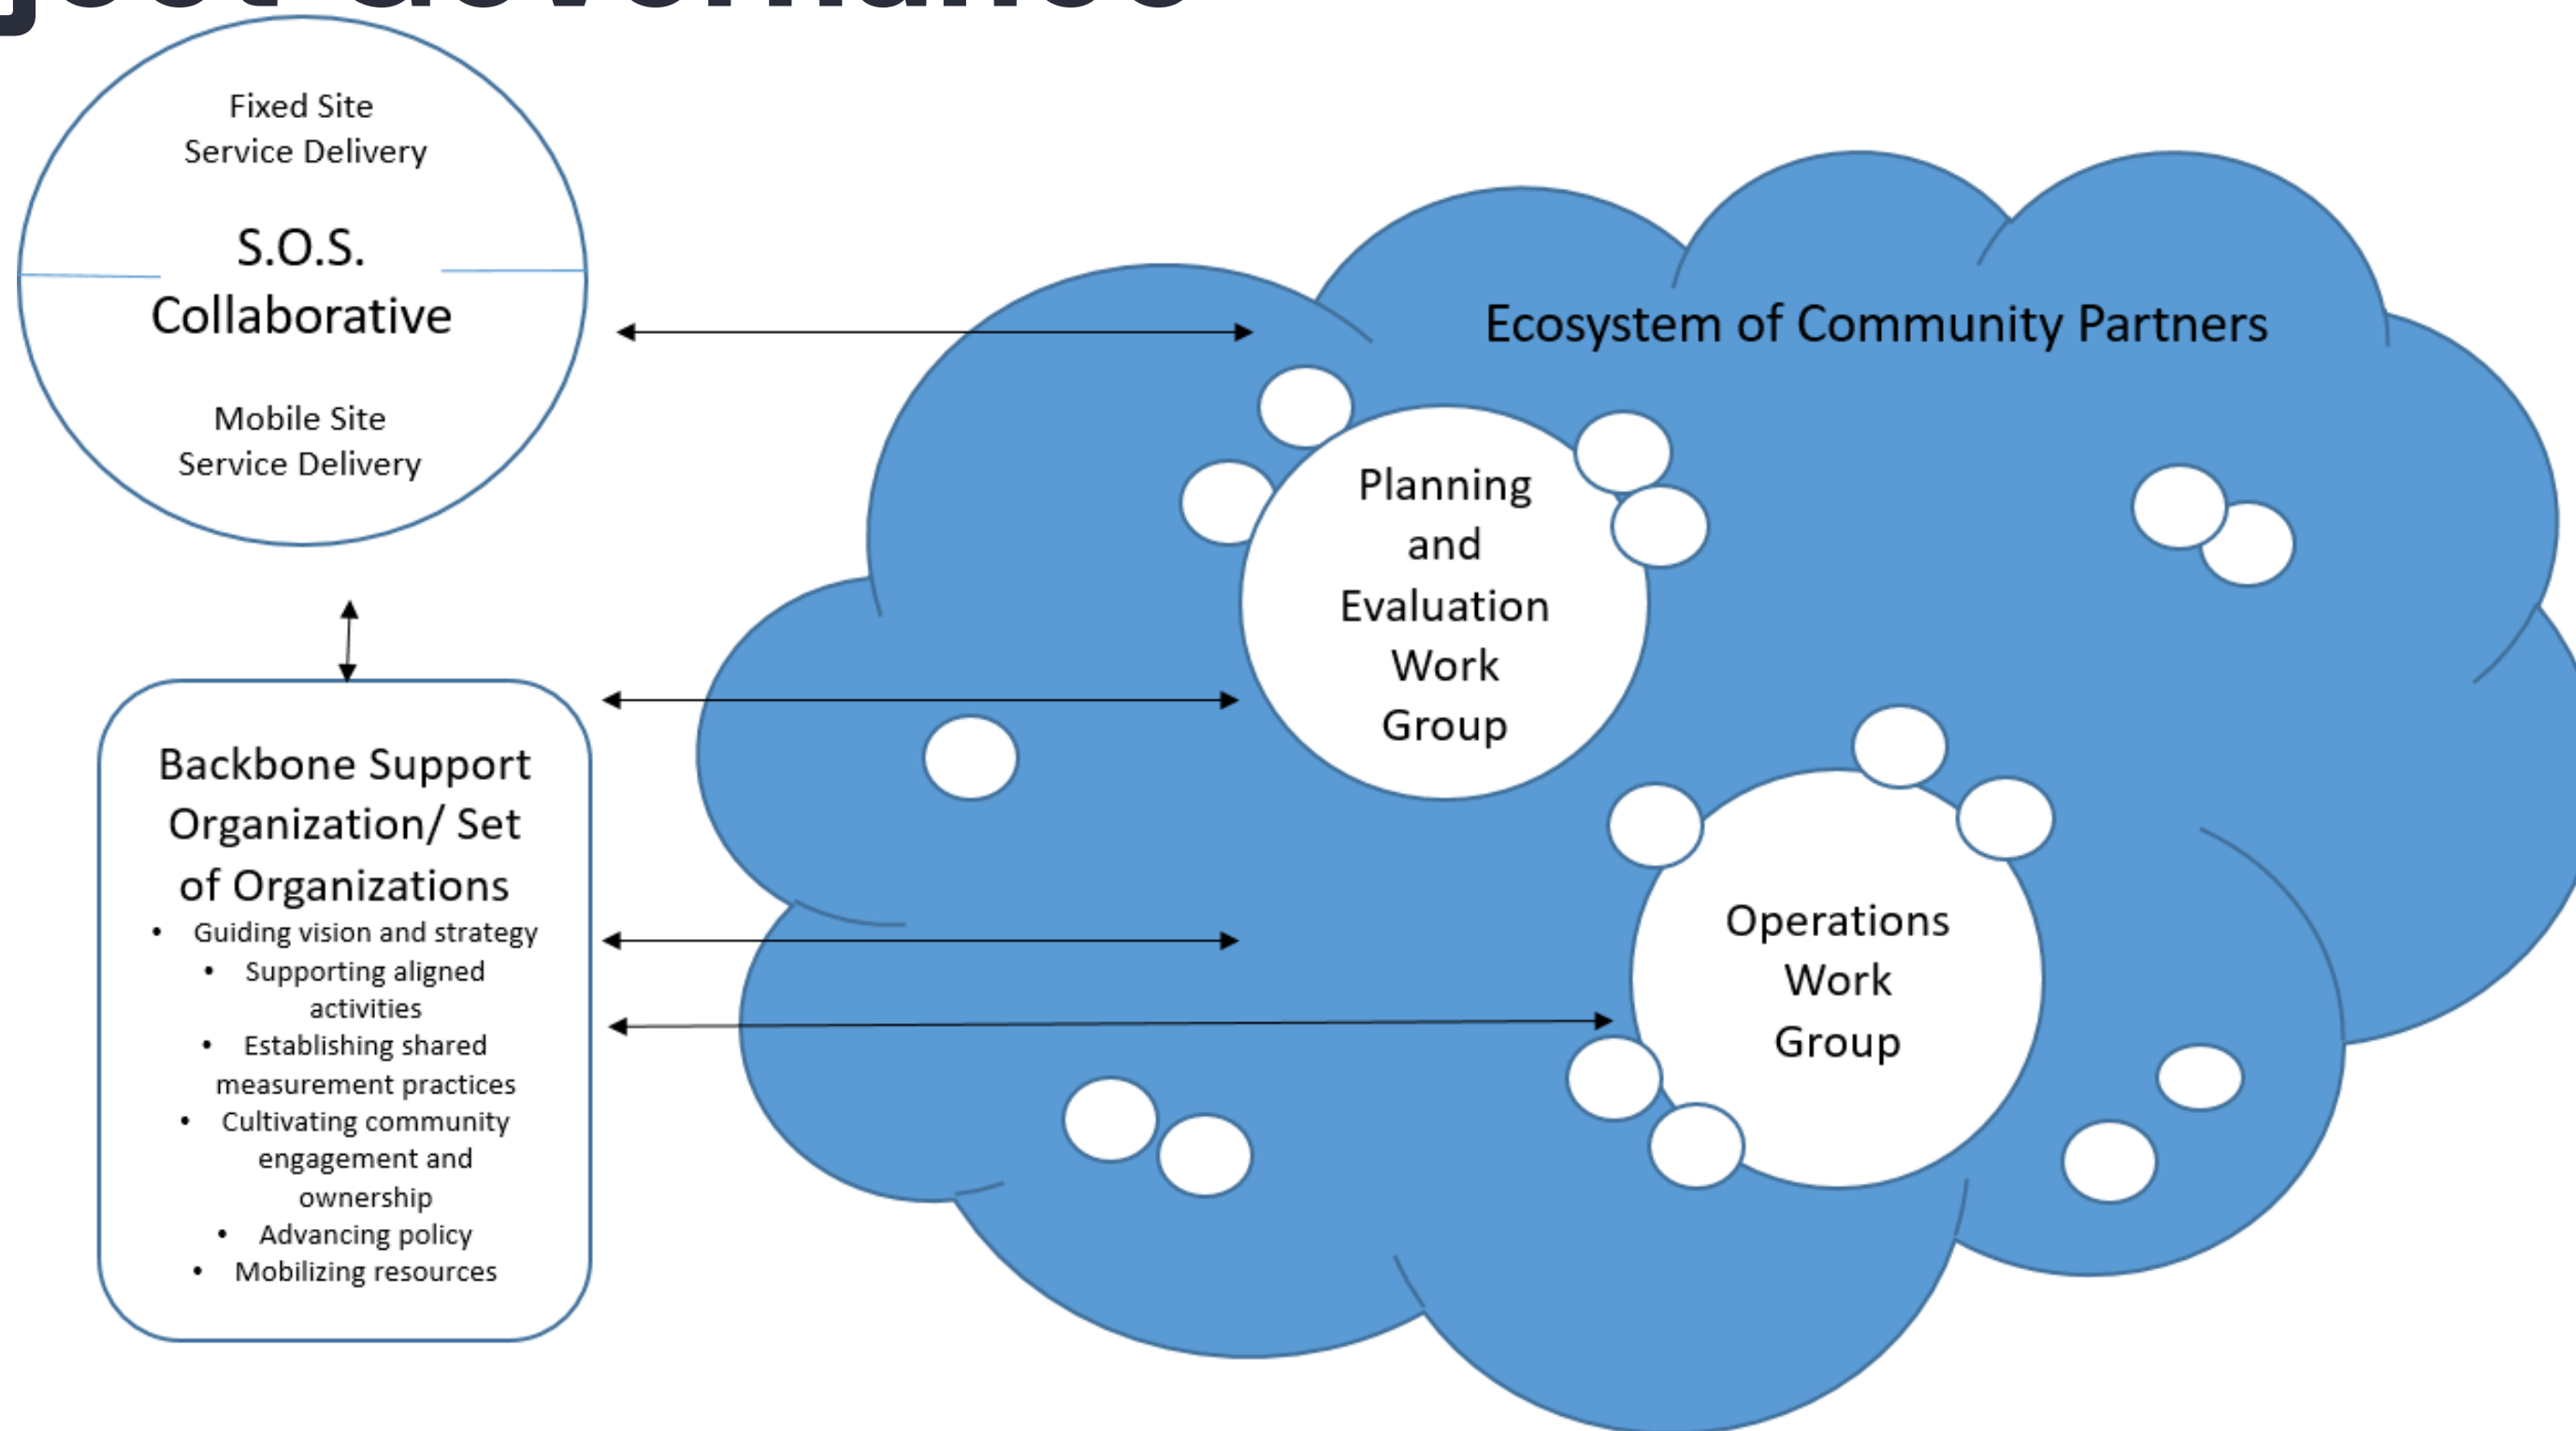 Fixed Site
Service Delivery
S.O.S.
Collaborative
Mobile Site
Service Delivery
Backbone Support
Organization/ Set
of Organizations
• Guiding vision and strategy
• Supporting aligned
activities
• Establishing shared
measurement practices
• Cultivating community
engagement and
ownership
• Advancing policy
• Mobilizing resources
Ecosystem of Community Partners
Planning
and
Evaluation
Work
Group
Operations
Work
Group